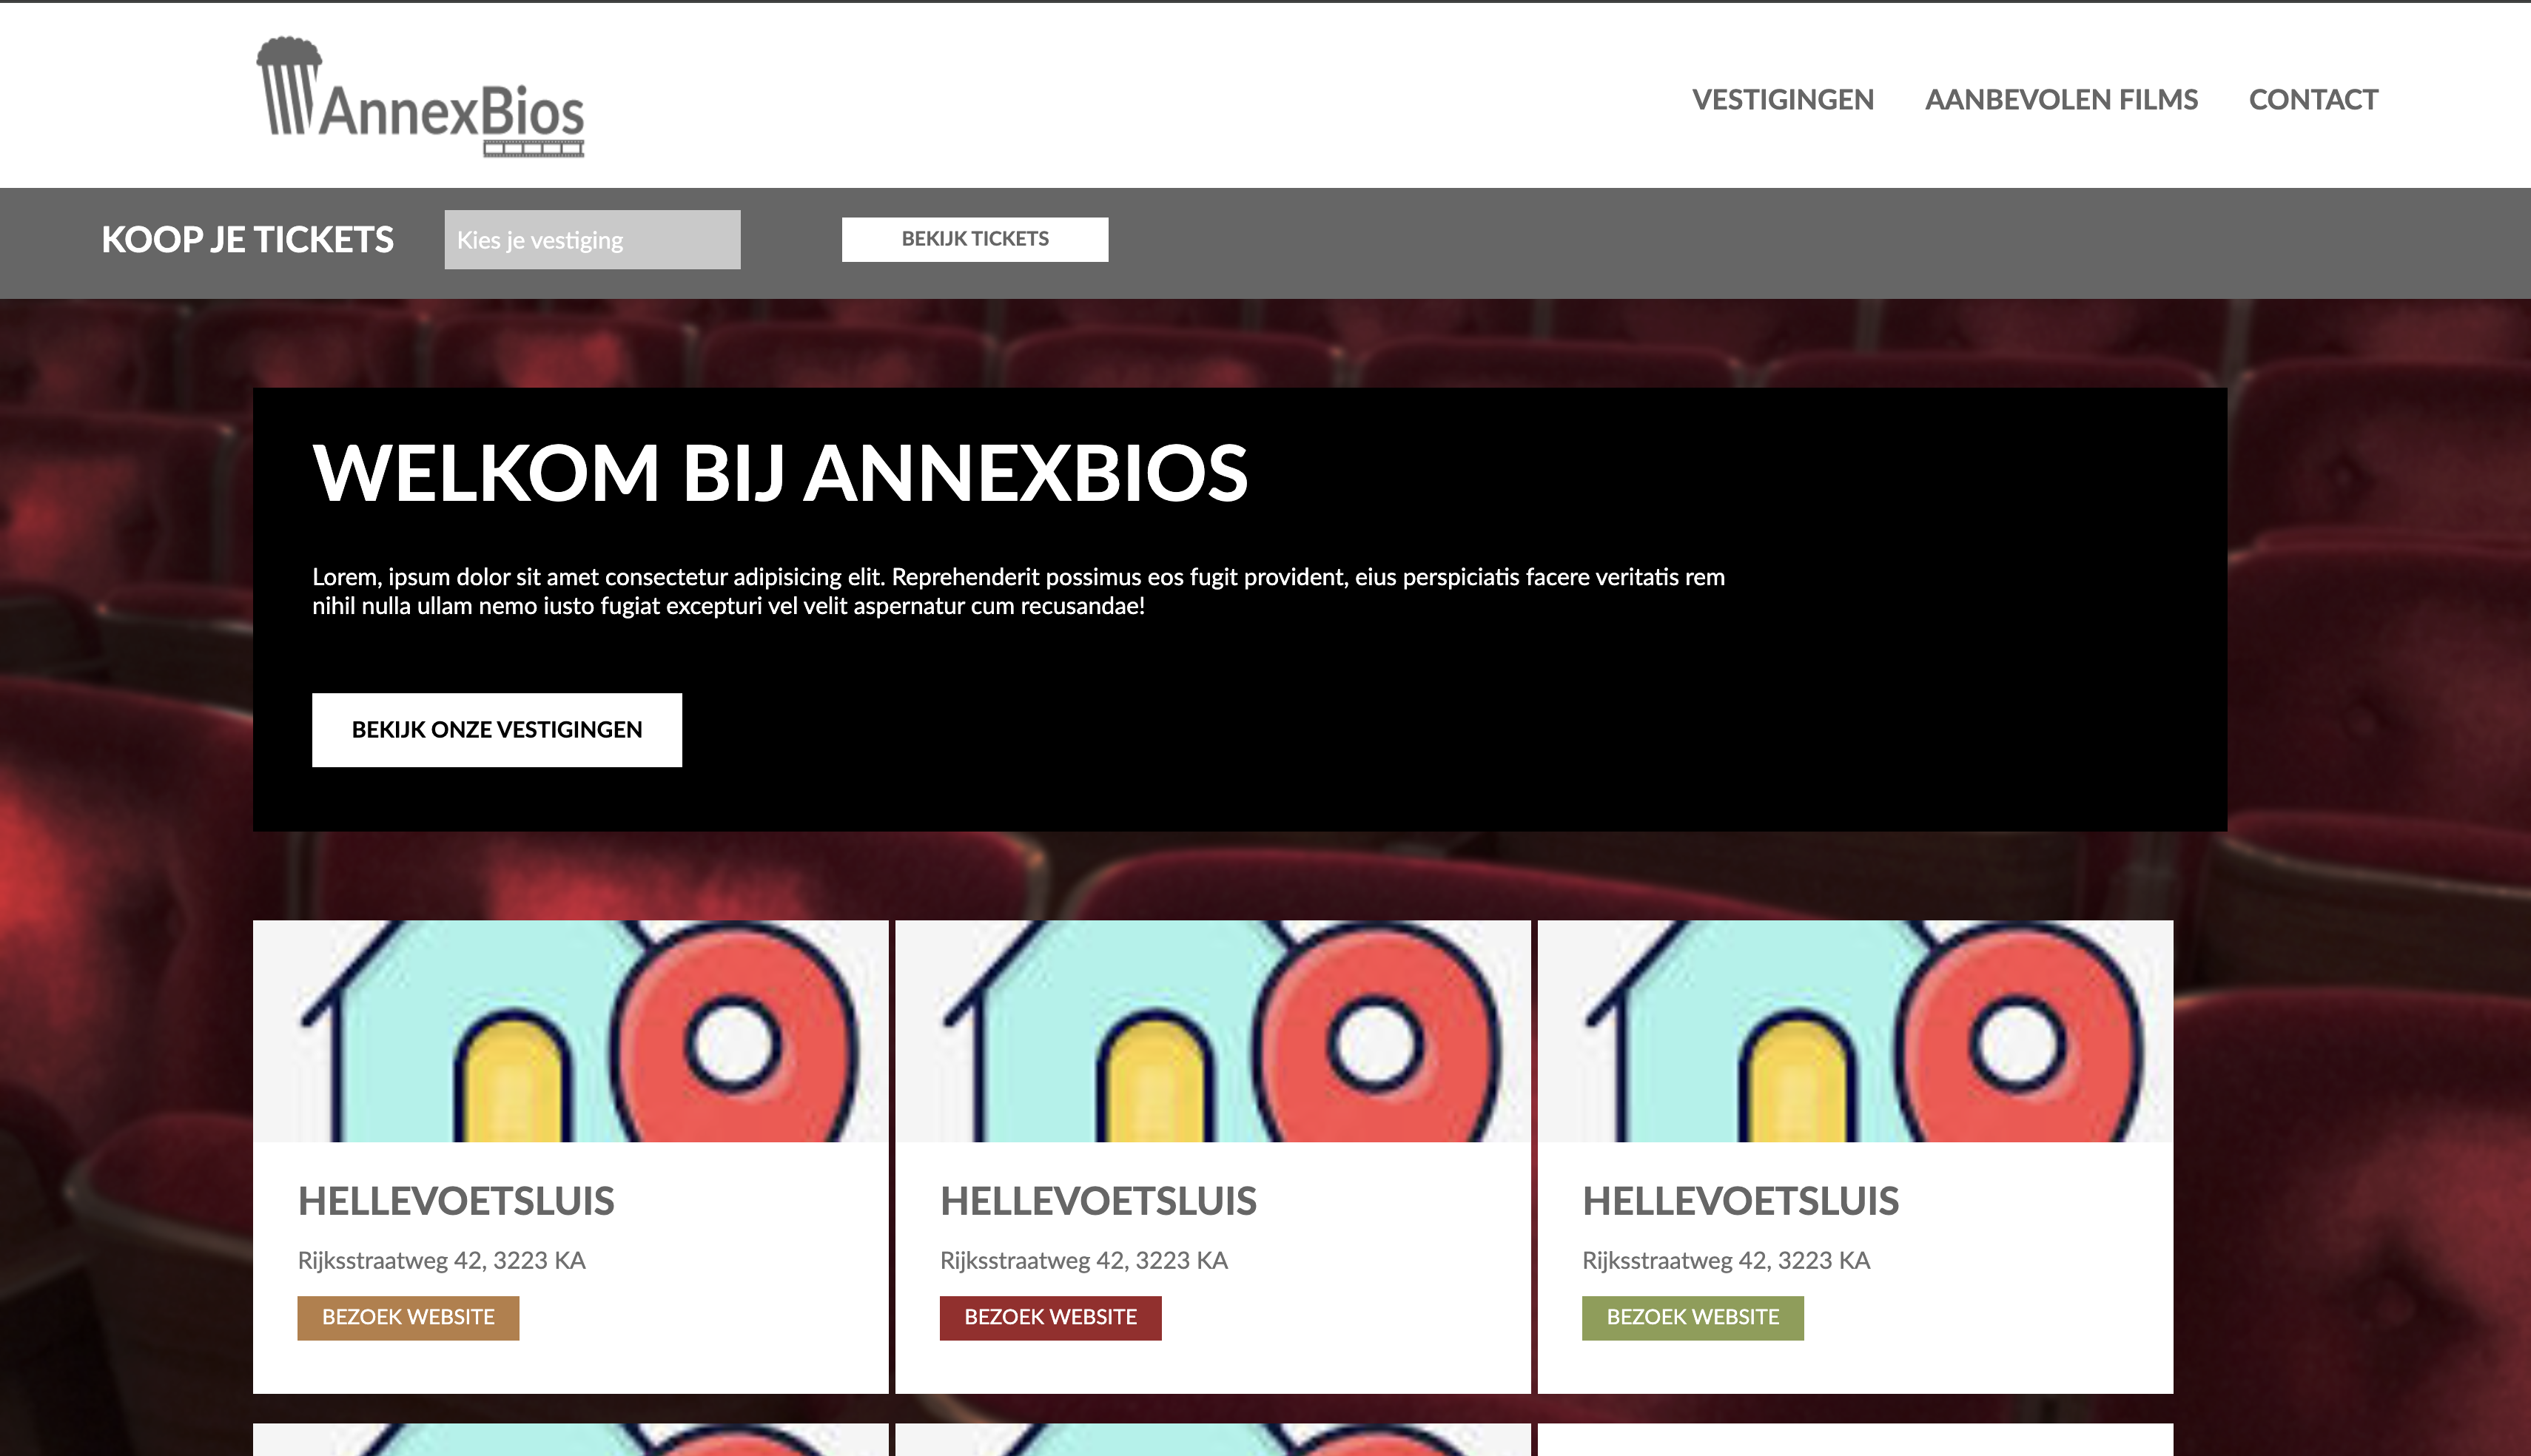 AnnexBios
VESTIGINGEN AANBEVOLEN FILMS CONTACT
KOOP JE TICKETS Kies je vestiging BEKIJK TICKETS
WELKOM BIJ ANNEXBIOS
Lorem, ipsum dolor sit amet consectetur adipisicing elit. Reprehenderit possimus eos fugit provident, eius perspiciatis facere veritatis rem
nihil nulla ullam nemo iusto fugiat excepturi vel velit aspernatur cum recusandae!
BEKIJK ONZE VESTIGINGEN
HELLEVOETSLUIS HELLEVOETSLUIS HELLEVOETSLUIS
Rijksstraatweg 42, 3223 KA Rijksstraatweg 42, 3223 KA Rijksstraatweg 42, 3223 KA
BEZOEK WEBSITE BEZOEK WEBSITE BEZOEK WEBSITE